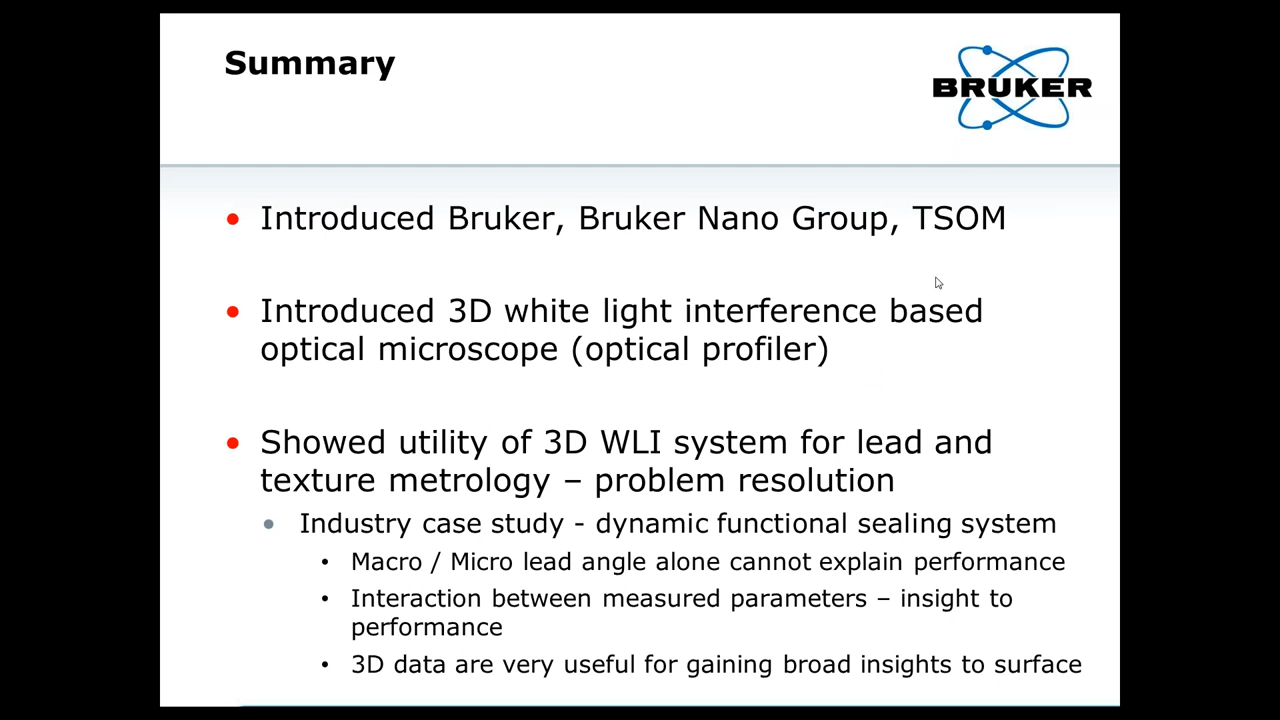 Summary
BRUKER
• Introduced Bruker, Bruker Nano Group, TSOM
• Introduced 3D white light interference based
optical microscope (optical profiler)
• Showed utility of 3D WLI system for lead and
texture metrology – problem resolution
• Industry case study - dynamic functional sealing system
• Macro / Micro lead angle alone cannot explain performance
• Interaction between measured parameters – insight to
performance
• 3D data are very useful for gaining broad insights to surface